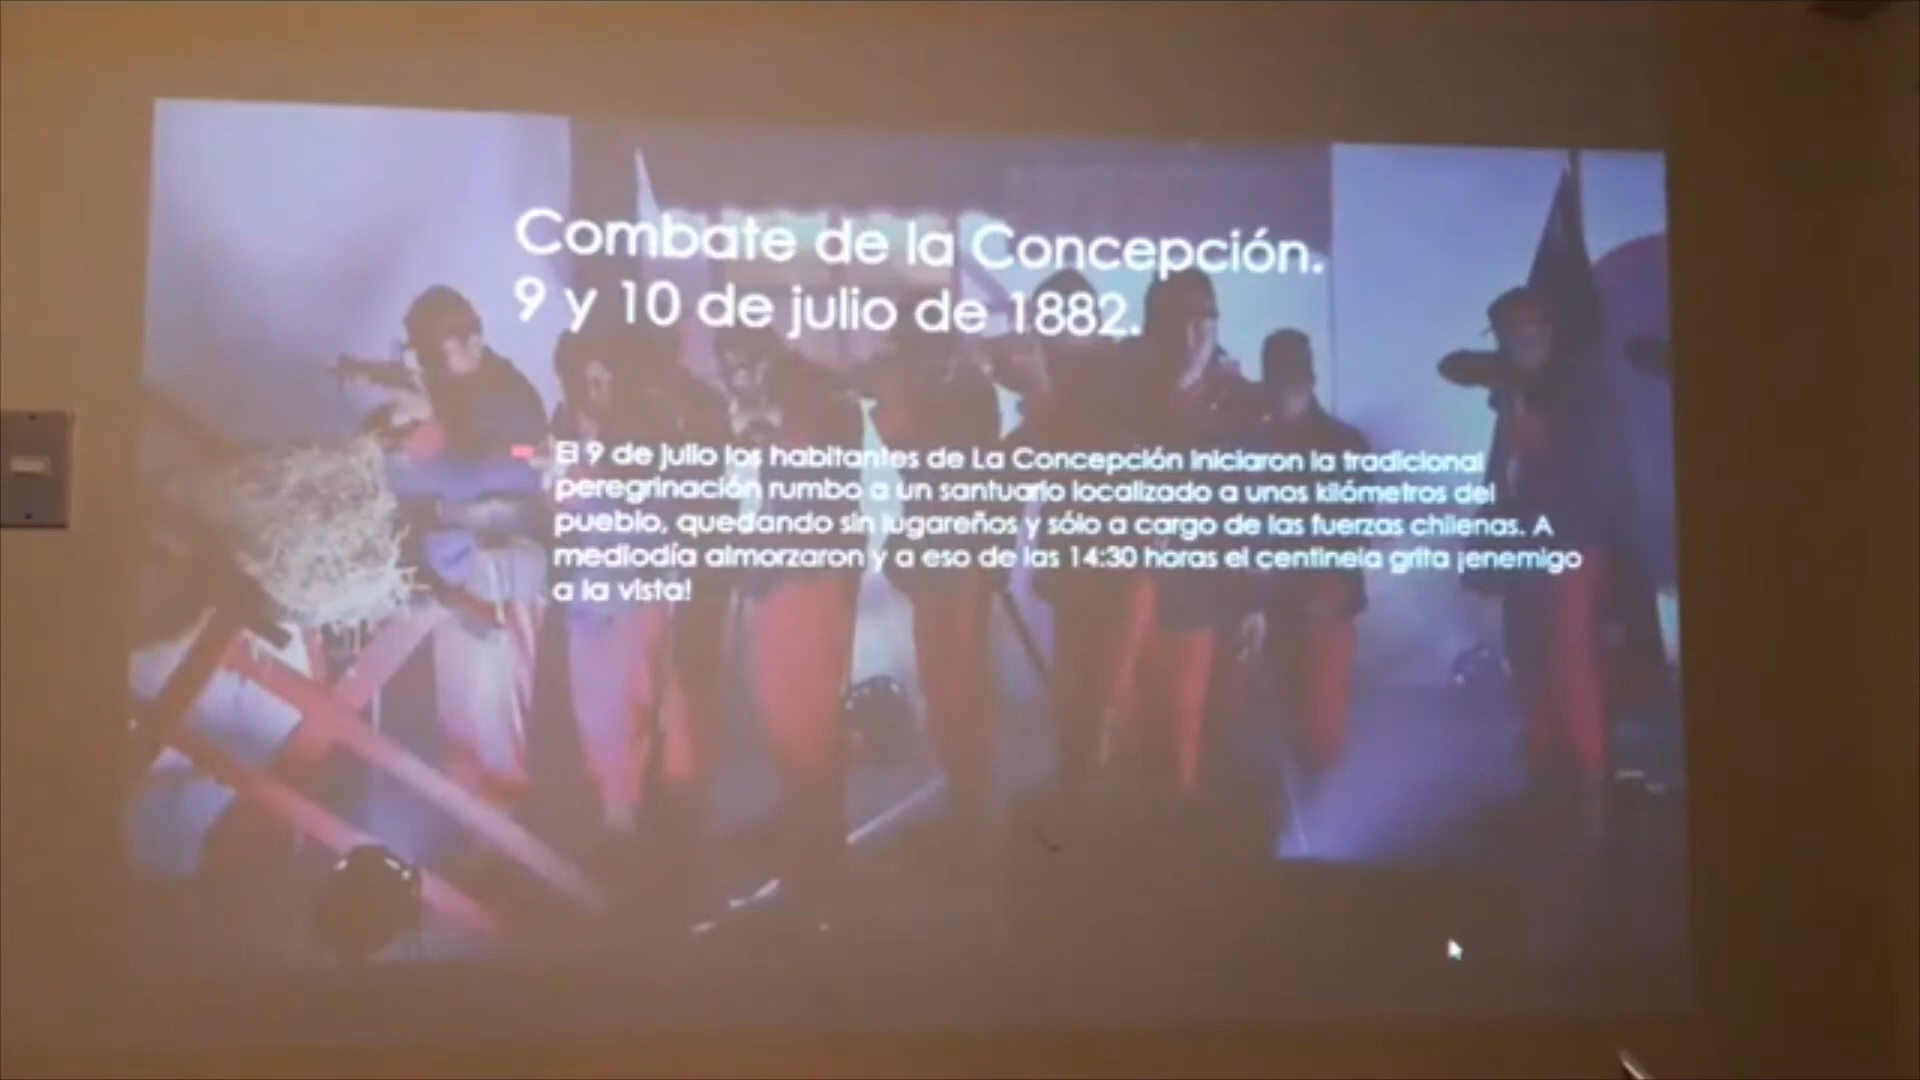 Combate de la Concepción.
9 y 10 de julio de 1882.
El 9 de julio los habitantes de La Concepción iniciaron la tradicional
peregrinación rumbo a un santuario localizado a unos kilómetros del
pueblo, quedando sin lugareños y sólo a cargo de las fuerzas chilenas. A
mediodía almorzaron y a eso de las 14:30 horas el centinela grita ¡enemigo
a la vista!